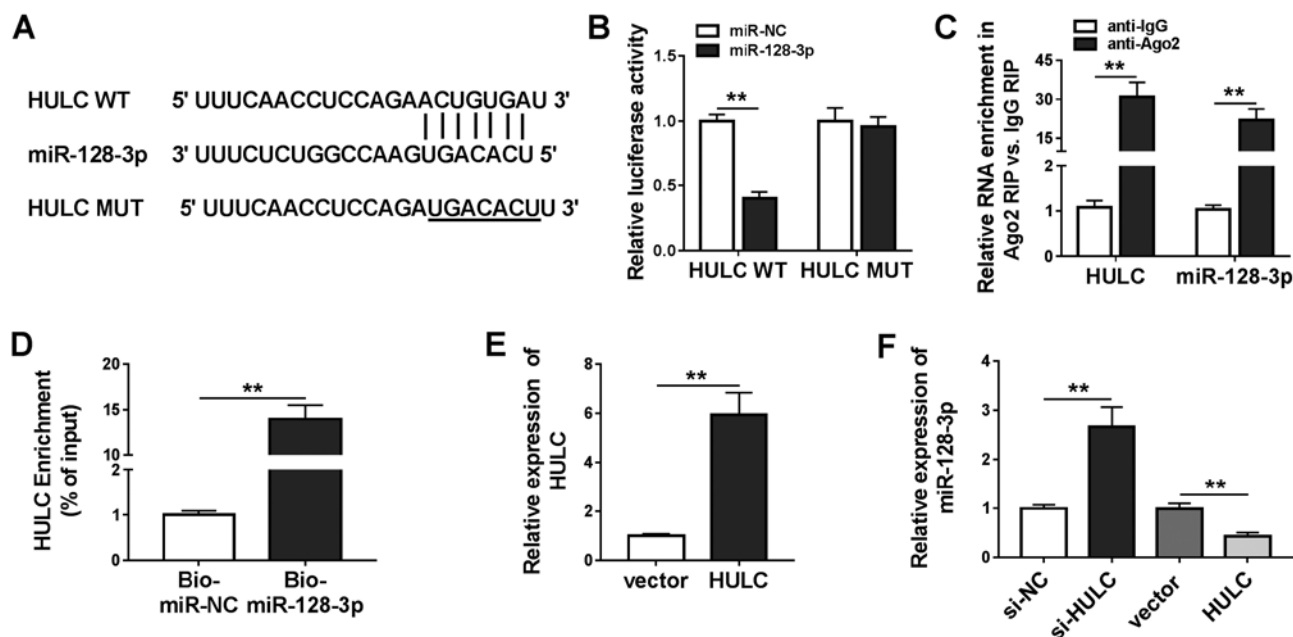 A
HULC WT 5' UUUCAACCUCCAGAACUGUGAU 3'
miR-128-3p 3' UUUCUCUGGCCAAGUGACACU 5'
HULC MUT 5' UUUCAACCUCCAGAUGACACUU 3'
B
miR-NC
miR-128-3p
Relative luciferase activity
1.5
1.0
0.5
0.0
**
HULC WT HULC MUT
C
anti-IgG
anti-Ago2
Relative RNA enrichment in
Ago2 RIP vs. IgG RIP
45
30
15
2
1
0
**
**
HULC miR-128-3p
D
HULC Enrichment
(% of input)
20
15
10
2
1
0
**
Bio- Bio-
miR-NC miR-128-3p
E
Relative expression of
HULC
8
6
4
2
0
**
vector HULC
F
Relative expression of
miR-128-3p
4
3
2
1
0
**
**
si-NC si-HULC vector HULC